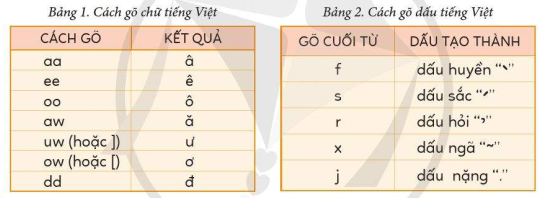 Bảng 1. Cách gõ chữ tiếng Việt
CÁCH GÕ KẾT QUẢ
aa â
ee ê
oo ô
aw ă
uw (hoặc ]) ư
ow (hoặc [) ơ
dd đ
Bảng 2. Cách gõ dấu tiếng Việt
GÕ CUỐI TỪ DẤU TẠO THÀNH
f dấu huyền "`"
s dấu sắc "´"
r dấu hỏi "ʼ"
x dấu ngã "~"
j dấu nặng "."